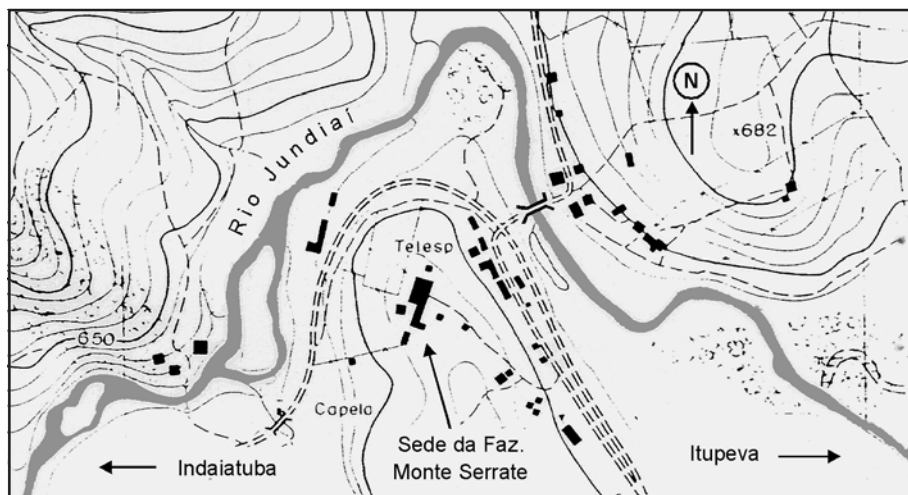 N
x682
Rio Jundiaí
Telesp
650
Capela
Sede da Faz.
Monte Serrate
Indaiatuba
Itupeva